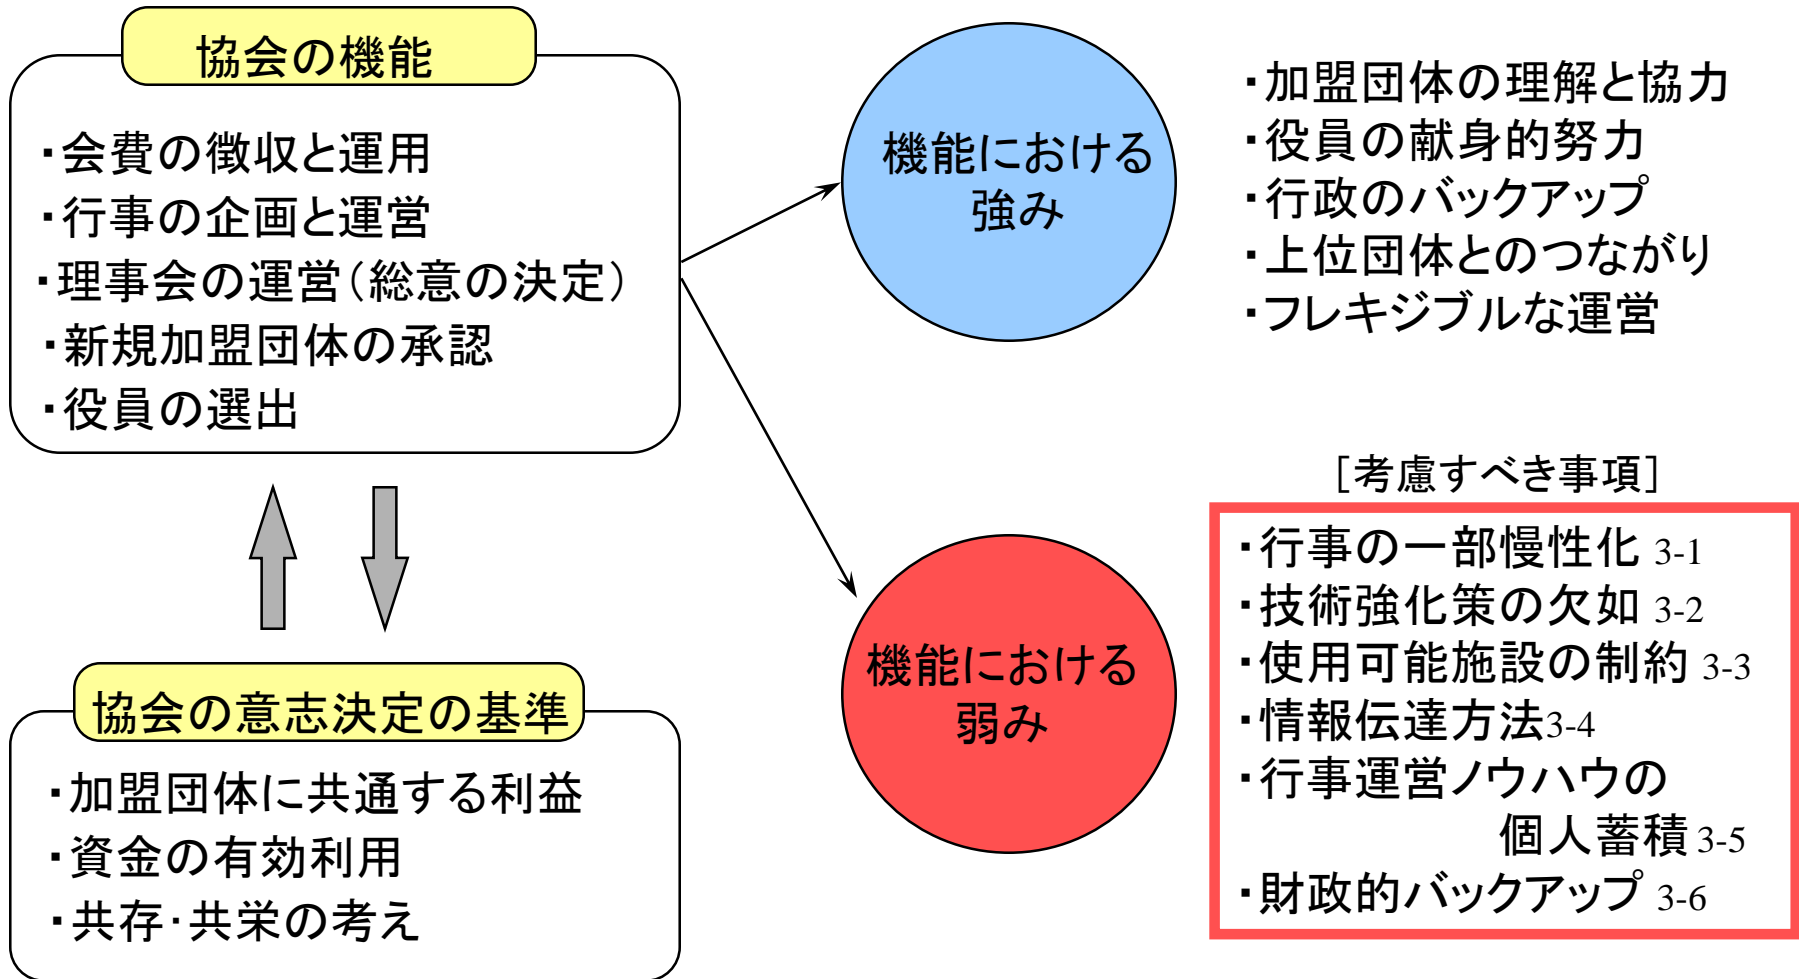 協会の機能
・会費の徴収と運用
・行事の企画と運営
・理事会の運営（総意の決定）
・新規加盟団体の承認
・役員の選出
協会の意志決定の基準
・加盟団体に共通する利益
・資金の有効利用
・共存・共栄の考え
機能における
強み
・加盟団体の理解と協力
・役員の献身的努力
・行政のバックアップ
・上位団体とのつながり
・フレキジブルな運営
機能における
弱み
［考慮すべき事項］
・行事の一部慢性化 3-1
・技術強化策の欠如 3-2
・使用可能施設の制約 3-3
・情報伝達方法3-4
・行事運営ノウハウの
個人蓄積 3-5
・財政的バックアップ 3-6